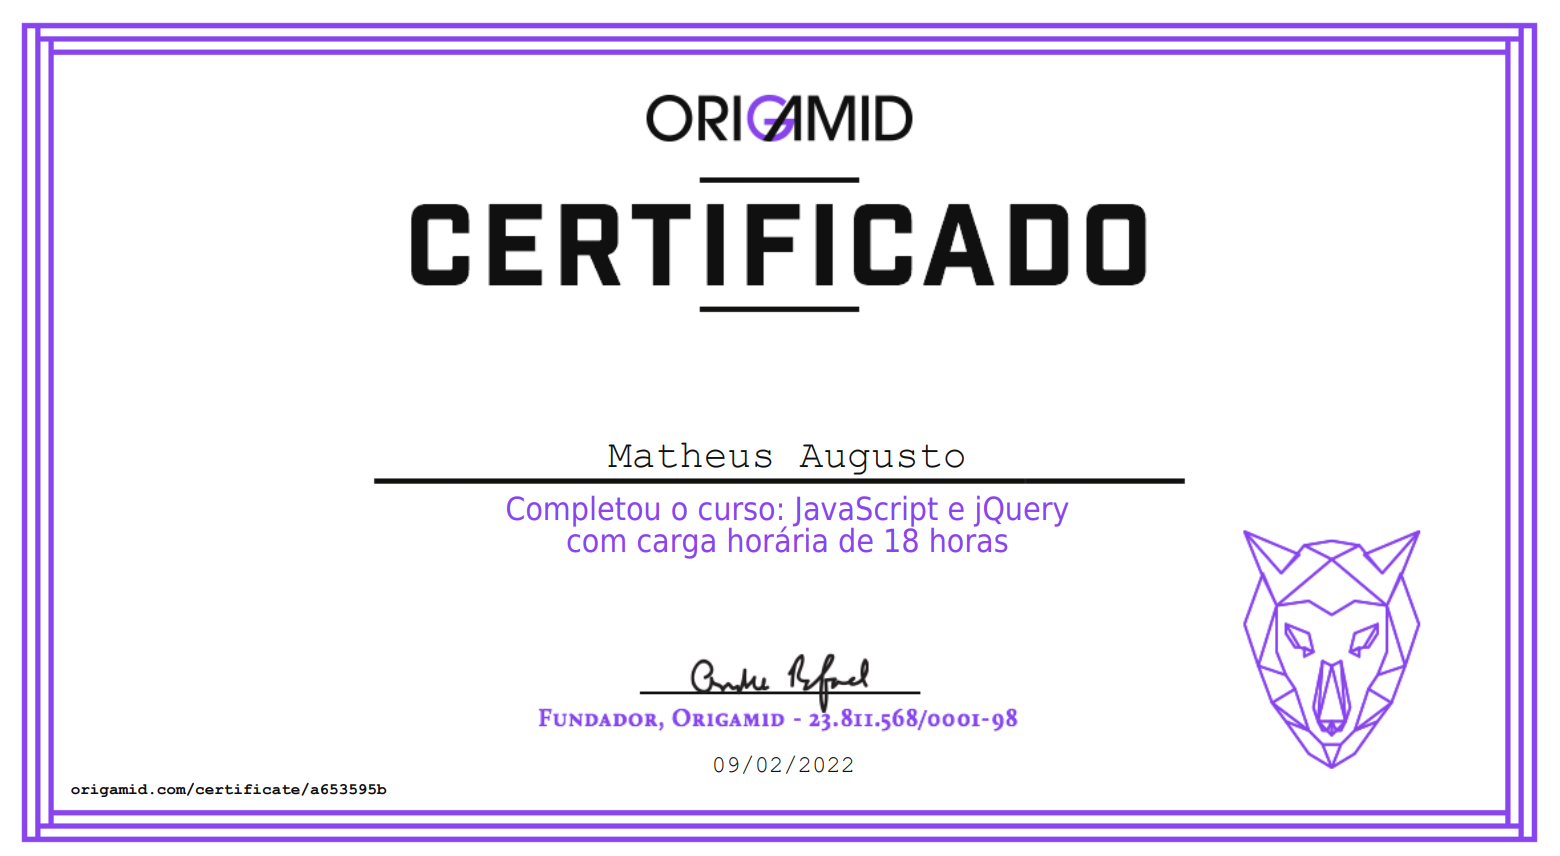 ORIGAMID
CERTIFICADO
Matheus Augusto
Completou o curso: JavaScript e jQuery
com carga horária de 18 horas
Andre Rafael
Fundador, Origamid - 23.811.568/0001-98
09/02/2022
origamid.com/certificate/a653595b